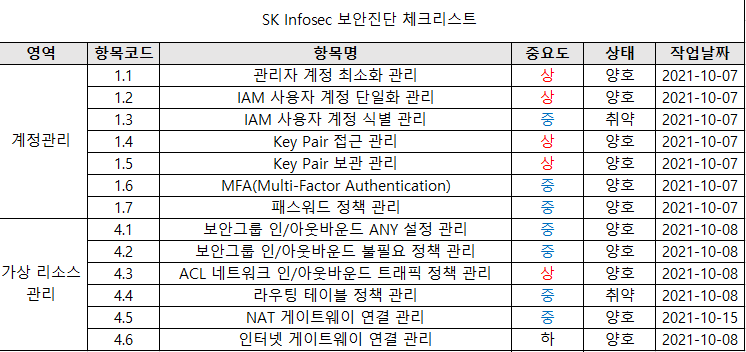 SK Infosec 보안진단 체크리스트
영역 항목코드 항목명 중요도 상태 작업날짜
계정관리
1.1 관리자 계정 최소화 관리 상 양호 2021-10-07
1.2 IAM 사용자 계정 단일화 관리 상 양호 2021-10-07
1.3 IAM 사용자 계정 식별 관리 중 취약 2021-10-07
1.4 Key Pair 접근 관리 상 양호 2021-10-07
1.5 Key Pair 보관 관리 상 양호 2021-10-07
1.6 MFA(Multi-Factor Authentication) 중 양호 2021-10-07
1.7 패스워드 정책 관리 중 양호 2021-10-07
가상 리소스
관리
4.1 보안그룹 인/아웃바운드 ANY 설정 관리 중 양호 2021-10-08
4.2 보안그룹 인/아웃바운드 불필요 정책 관리 중 양호 2021-10-08
4.3 ACL 네트워크 인/아웃바운드 트래픽 정책 관리 상 양호 2021-10-08
4.4 라우팅 테이블 정책 관리 중 취약 2021-10-08
4.5 NAT 게이트웨이 연결 관리 중 양호 2021-10-15
4.6 인터넷 게이트웨이 연결 관리 하 양호 2021-10-08